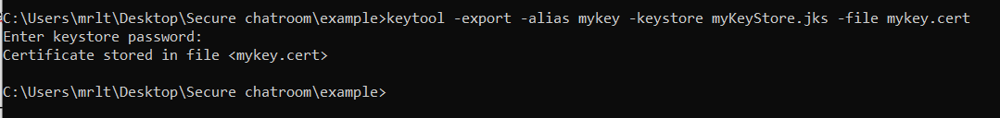 C:\Users\mrlt\Desktop\Secure chatroom\example>keytool -export -alias mykey -keystore myKeyStore.jks -file mykey.cert
Enter keystore password:
Certificate stored in file <mykey.cert>
C:\Users\mrlt\Desktop\Secure chatroom\example>